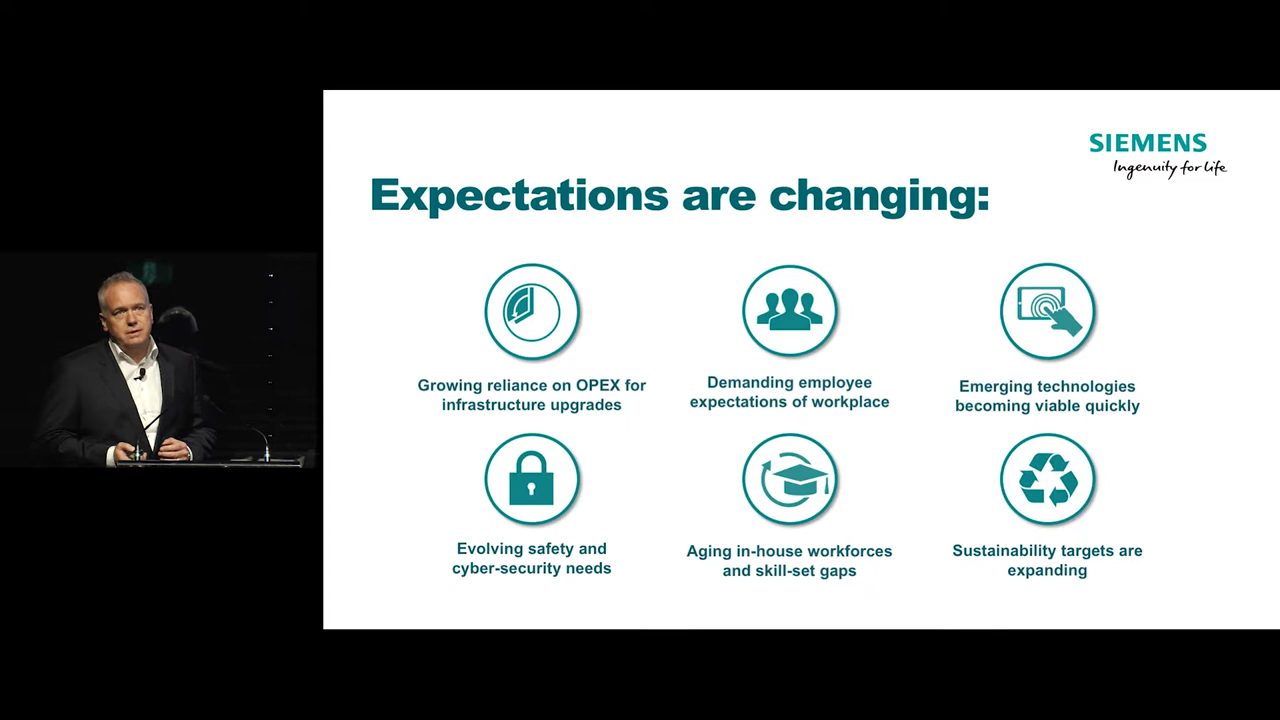 SIEMENS
Ingenuity for life
Expectations are changing:
Growing reliance on OPEX for
infrastructure upgrades
Demanding employee
expectations of workplace
Emerging technologies
becoming viable quickly
Evolving safety and
cyber-security needs
Aging in-house workforces
and skill-set gaps
Sustainability targets are
expanding